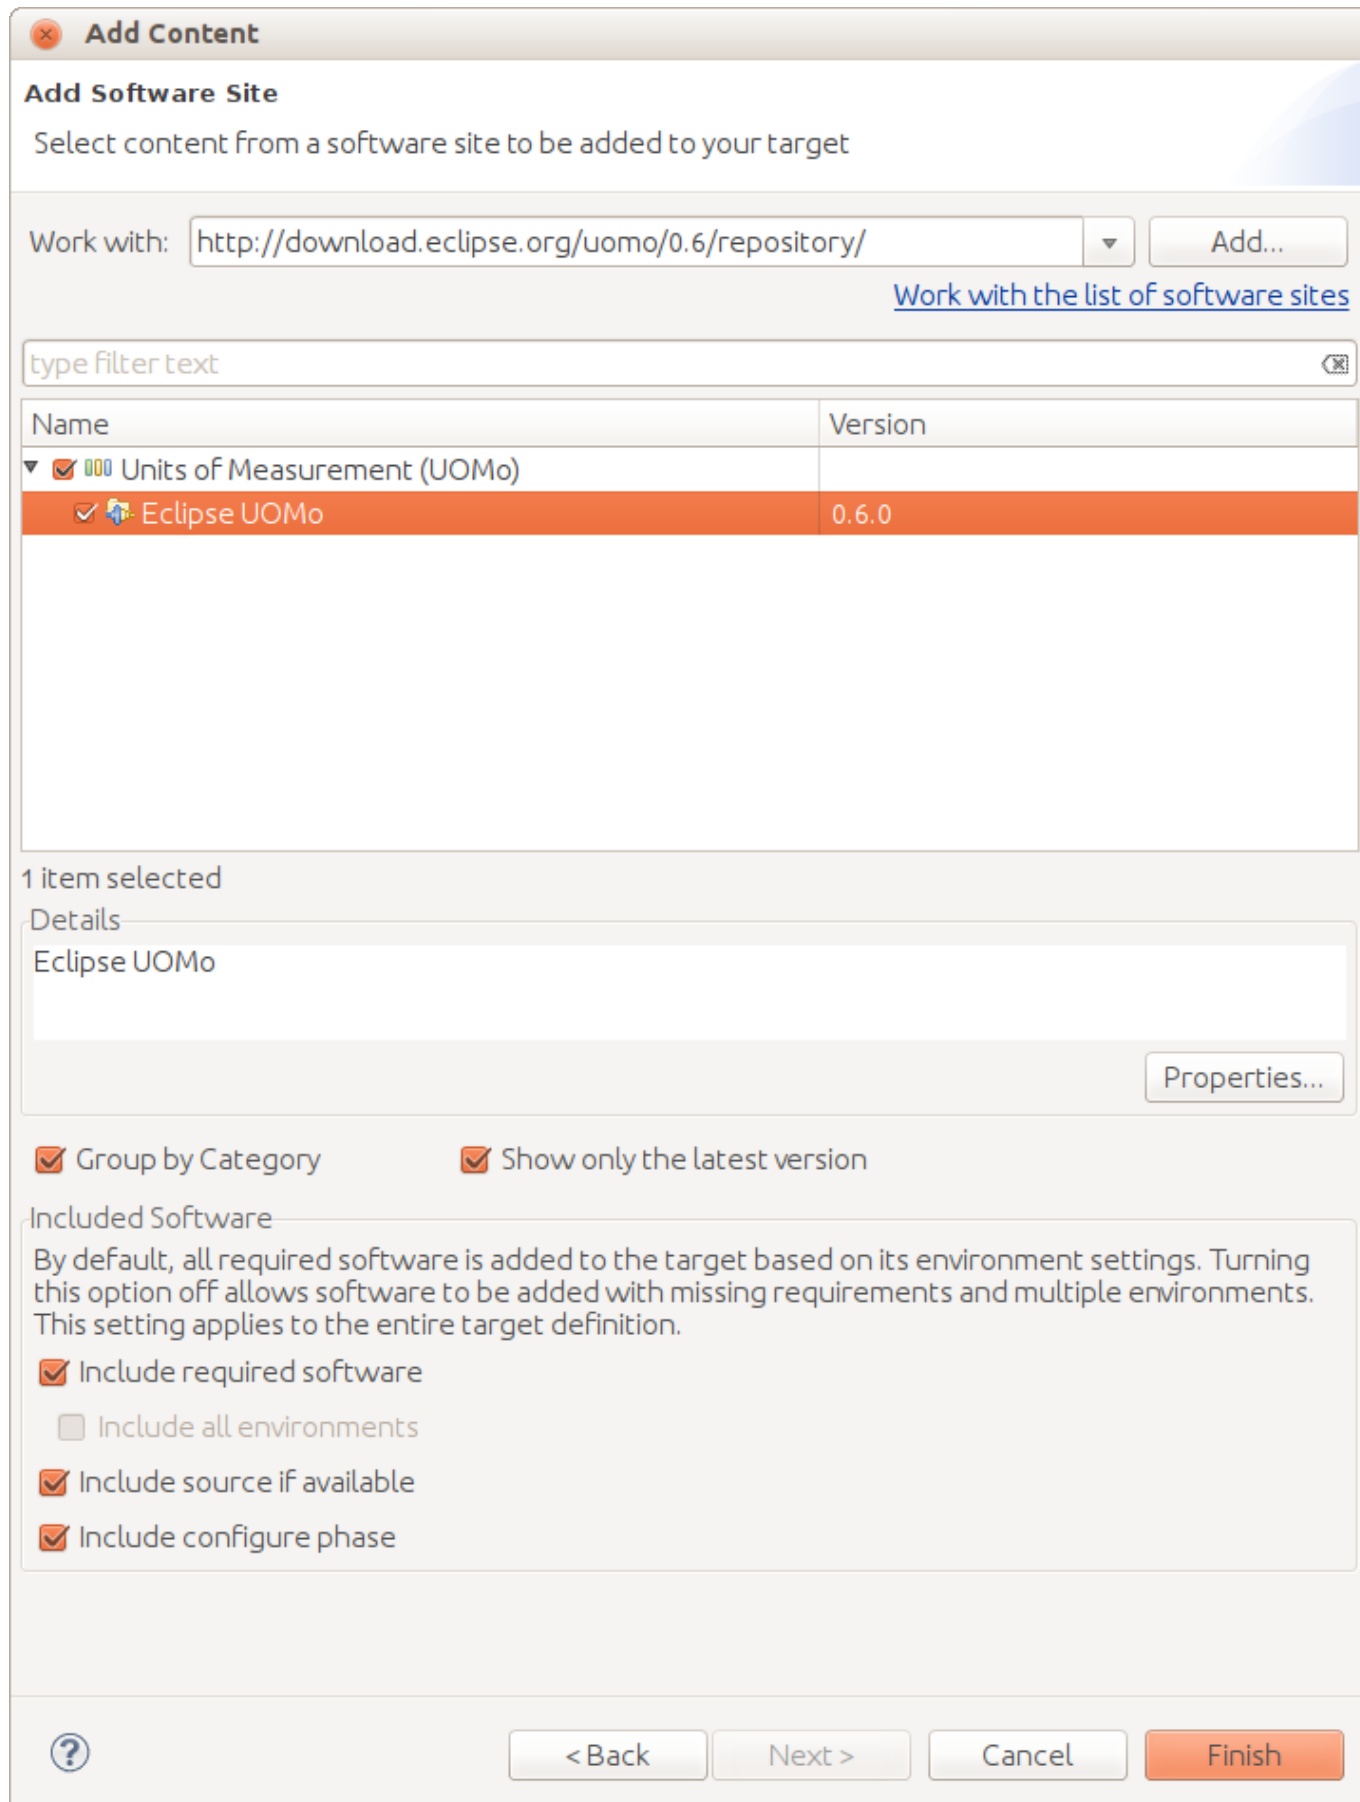 Add Content
Add Software Site
Select content from a software site to be added to your target
Work with: http://download.eclipse.org/uomo/0.6/repository/ Add...
Work with the list of software sites
type filter text
Name Version
Units of Measurement (UOMo)
Eclipse UOMo 0.6.0
1 item selected
Details
Eclipse UOMo
Properties...
Group by Category Show only the latest version
Included Software
By default, all required software is added to the target based on its environment settings. Turning
this option off allows software to be added with missing requirements and multiple environments.
This setting applies to the entire target definition.
Include required software
Include all environments
Include source if available
Include configure phase
? < Back Next > Cancel Finish